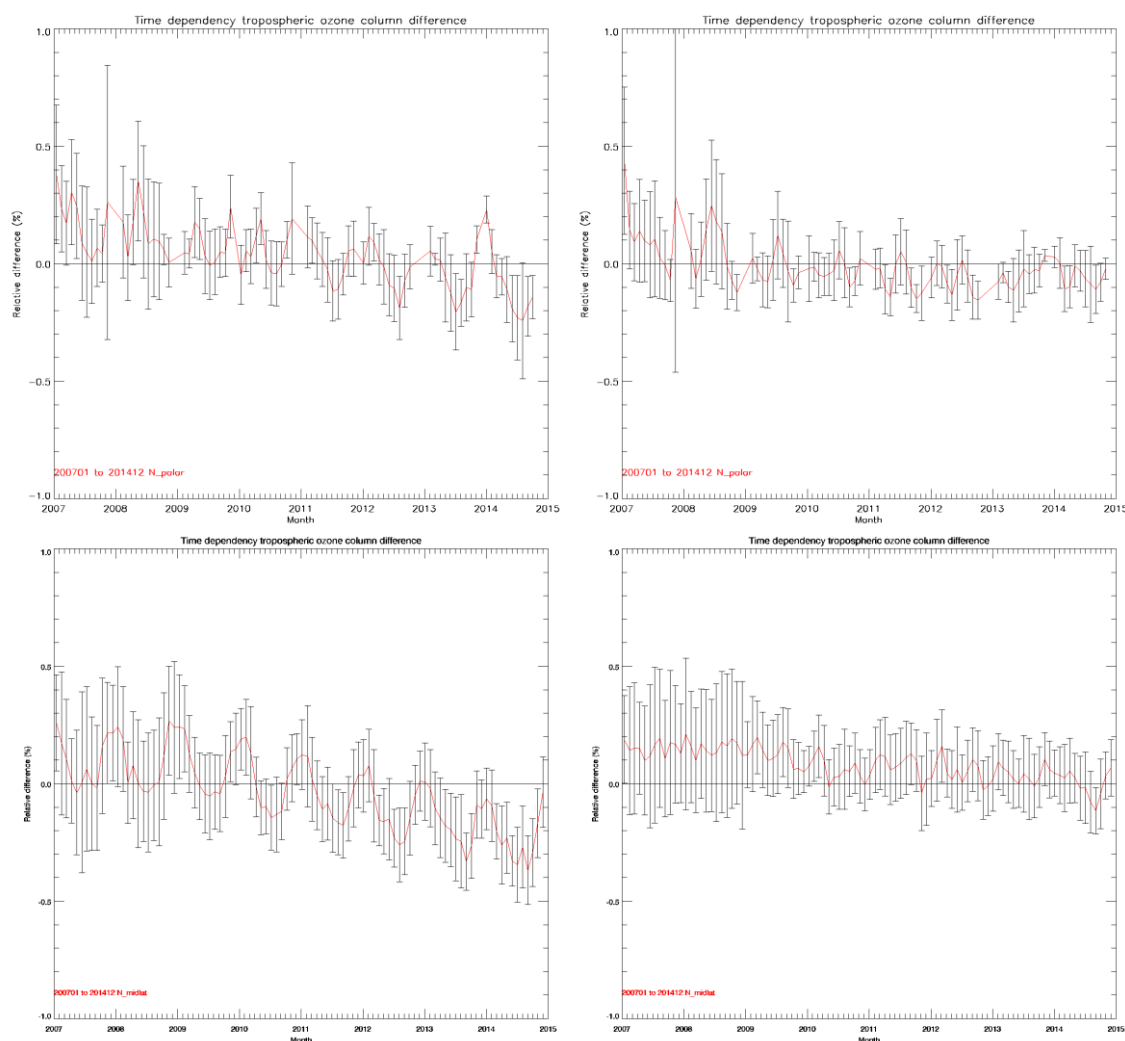 Time dependency tropospheric ozone column difference
1.0
0.5
0.0
-0.5
-1.0
Relative difference (%)
200701 to 201412 N_polar
2007 2008 2009 2010 2011 2012 2013 2014 2015
Month
Time dependency tropospheric ozone column difference
1.0
0.5
0.0
-0.5
-1.0
Relative difference (%)
200701 to 201412 N_polar
2007 2008 2009 2010 2011 2012 2013 2014 2015
Month
Time dependency tropospheric ozone column difference
1.0
0.5
0.0
-0.5
-1.0
Relative difference (%)
200701 to 201412 N_midlat
2007 2008 2009 2010 2011 2012 2013 2014 2015
Month
Time dependency tropospheric ozone column difference
1.0
0.5
0.0
-0.5
-1.0
Relative difference (%)
200701 to 201412 N_midlat
2007 2008 2009 2010 2011 2012 2013 2014 2015
Month